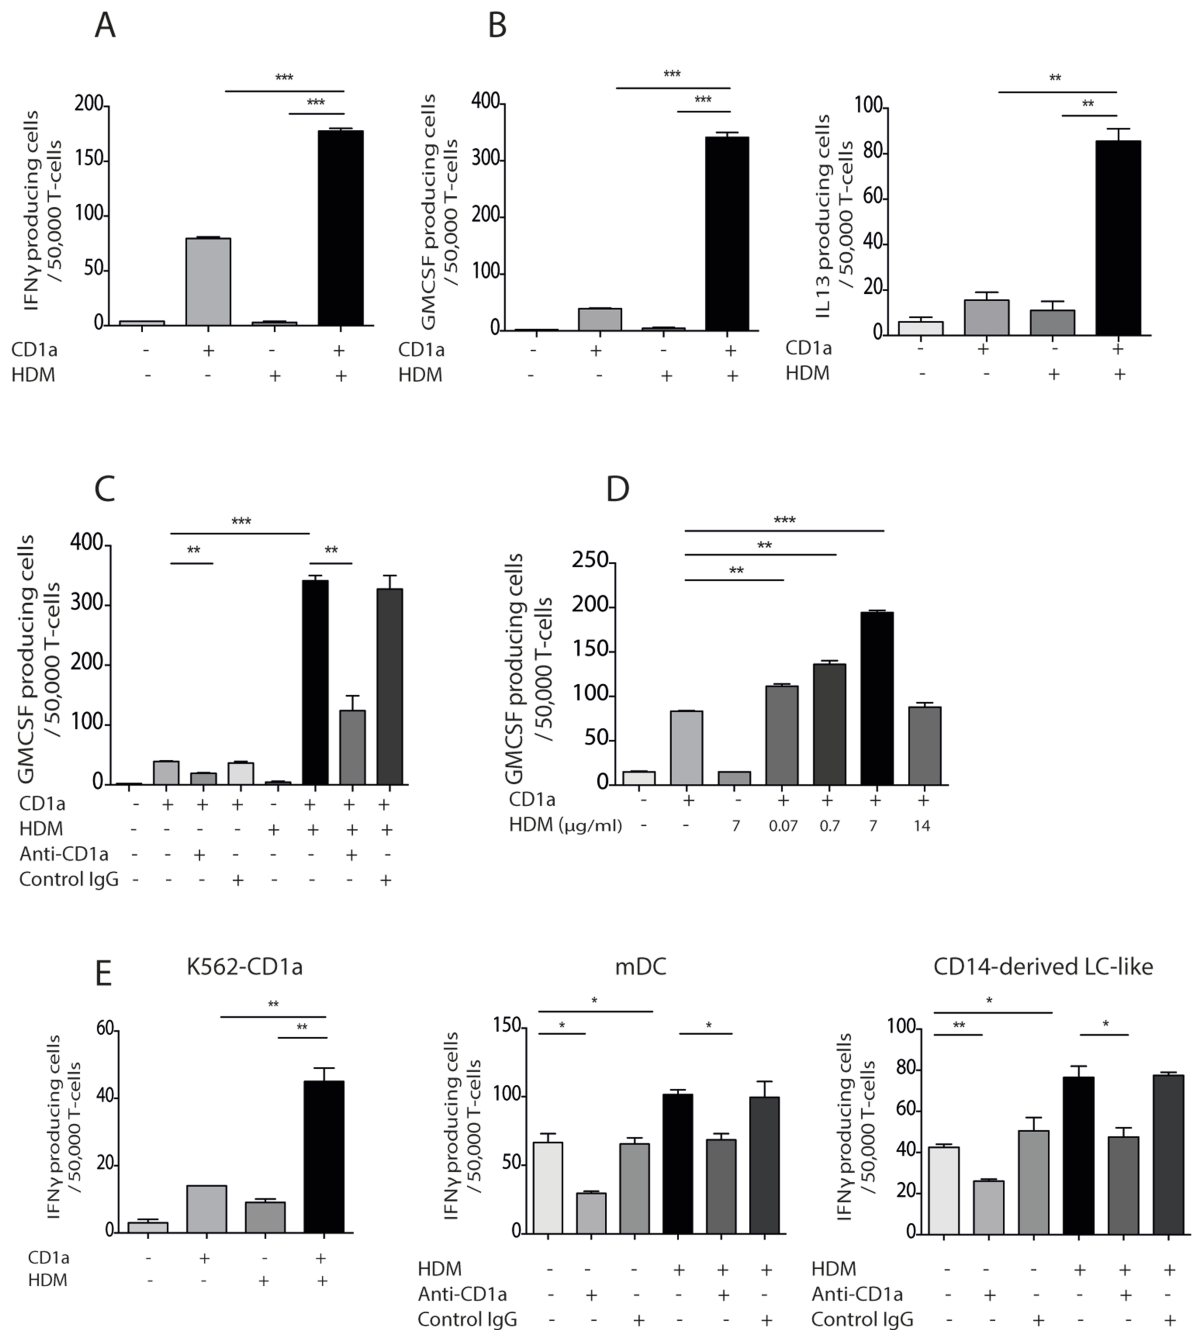 A
B
***
***
IFNγ producing cells
/ 50,000 T-cells
200
150
100
50
0
CD1a - + - +
HDM - - + +
***
***
GMCSF producing cells
/ 50,000 T-cells
400
300
200
100
0
CD1a - + - +
HDM - - + +
**
**
IL13 producing cells
/ 50,000 T-cells
100
80
60
40
20
0
CD1a - + - +
HDM - - + +
C
***
**
**
GMCSF producing cells
/ 50,000 T-cells
400
300
200
100
0
CD1a - + + + - + + +
HDM - - - - + + + +
Anti-CD1a - - + - - - + -
Control IgG - - - + - - - +
D
***
**
**
GMCSF producing cells
/ 50,000 T-cells
250
200
150
100
50
0
CD1a - + - + + + +
HDM (μg/ml) - - 7 0.07 0.7 7 14
E
K562-CD1a
**
**
IFNγ producing cells
/ 50,000 T-cells
60
40
20
0
CD1a - + - +
HDM - - + +
mDC
*
*
*
IFNγ producing cells
/ 50,000 T-cells
150
100
50
0
HDM - - - + + +
Anti-CD1a - + - - + -
Control IgG - - + - - +
CD14-derived LC-like
*
**
*
IFNγ producing cells
/ 50,000 T-cells
100
80
60
40
20
0
HDM - - - + + +
Anti-CD1a - + - - + -
Control IgG - - + - - +